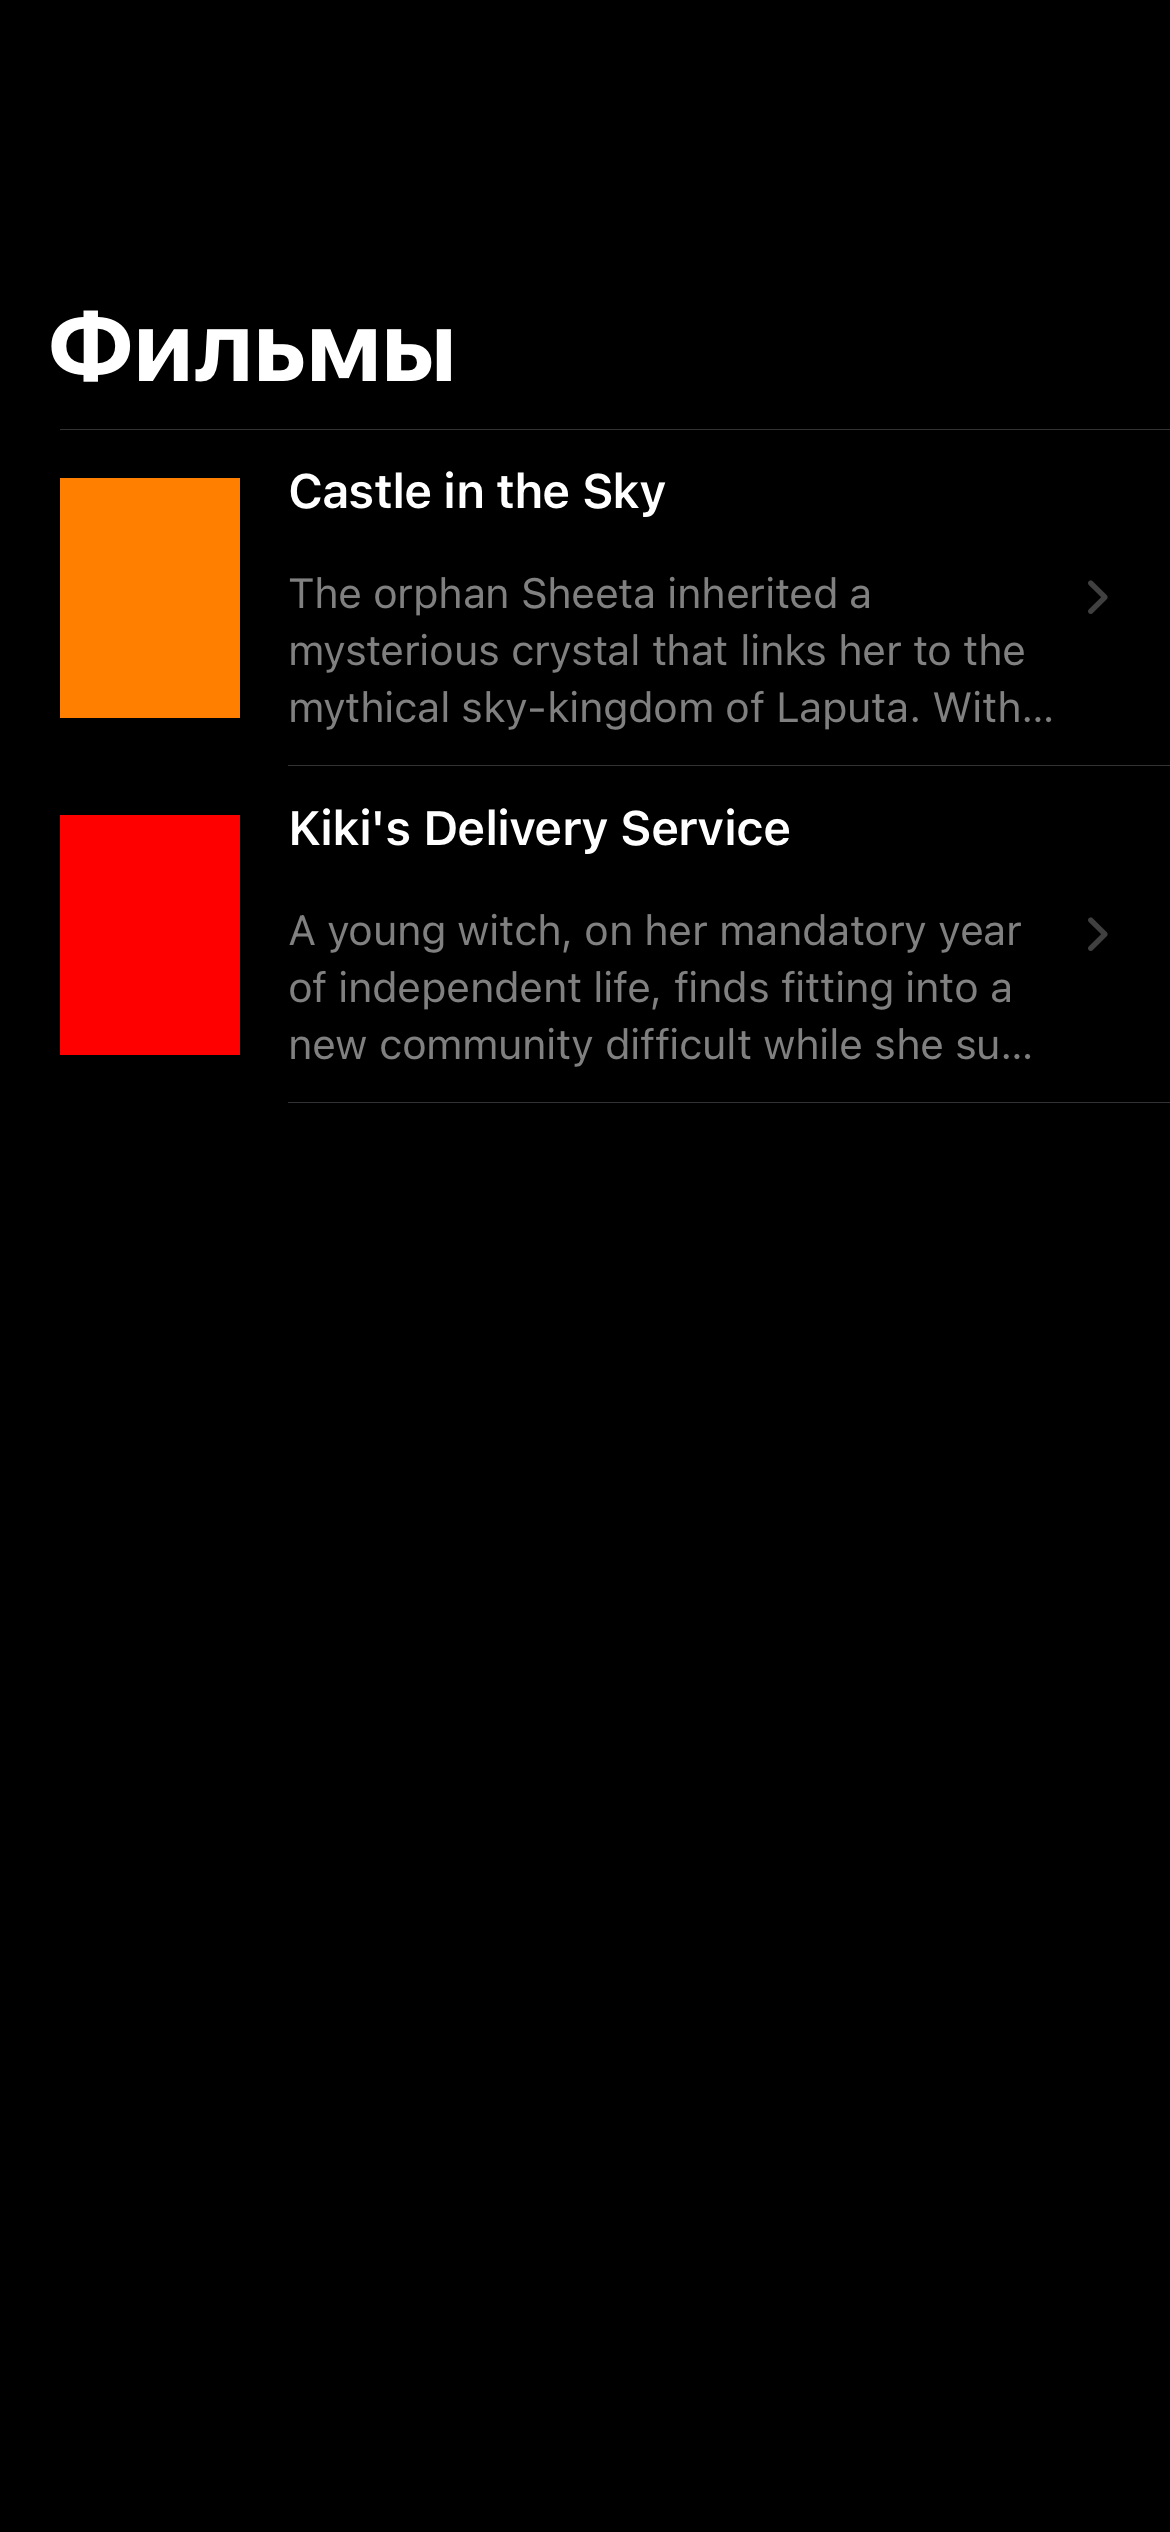 Фильмы
Castle in the Sky
The orphan Sheeta inherited a
mysterious crystal that links her to the
mythical sky-kingdom of Laputa. With...
Kiki's Delivery Service
A young witch, on her mandatory year
of independent life, finds fitting into a
new community difficult while she su...